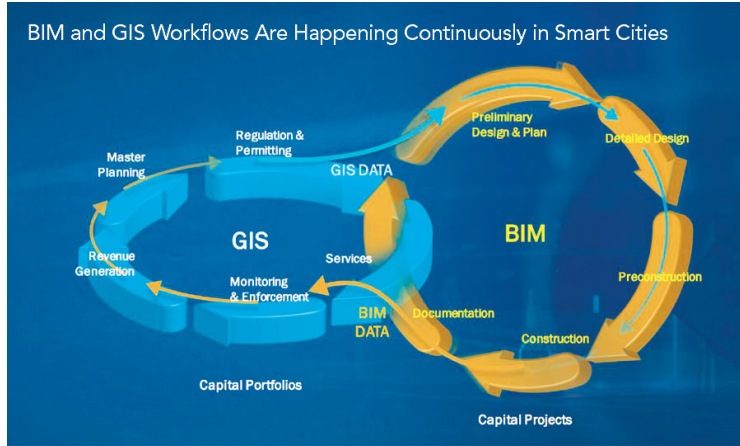 BIM and GIS Workflows Are Happening Continuously in Smart Cities
Preliminary
Design & Plan
Detailed Design
Regulation &
Permitting
Master
Planning
GIS DATA
GIS
BIM
Services
Revenue
Generation
Monitoring
& Enforcement
Preconstruction
BIM
DATA
Documentation
Construction
Capital Portfolios
Capital Projects